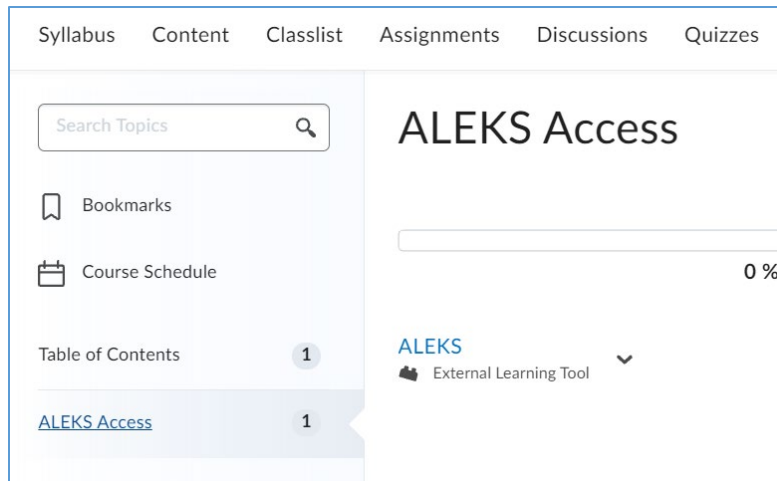 Syllabus Content Classlist Assignments Discussions Quizzes
Search Topics
Bookmarks
Course Schedule
Table of Contents 1
ALEKS Access 1
ALEKS Access
0 %
ALEKS
External Learning Tool